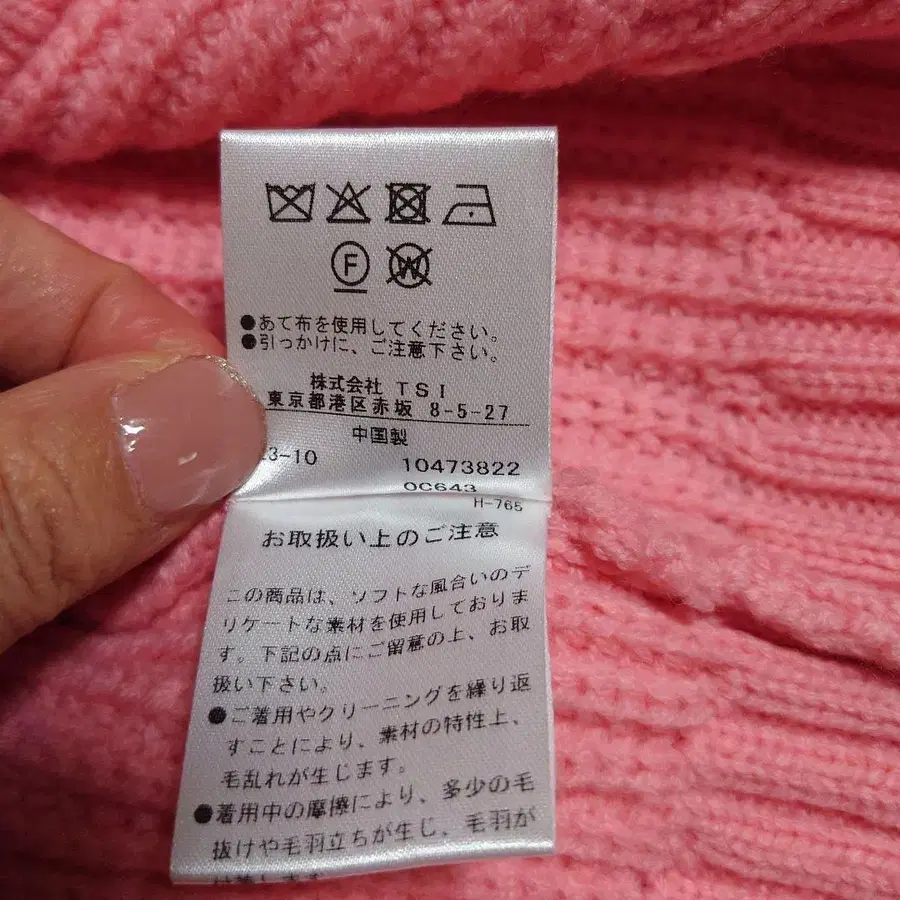 F W
●あて布を使用してください。
●引っかけに、ご注意下さい。
株式会社 TSI
東京都港区赤坂 8-5-27
中国製
3-10 10473822
0C643
H-765
お取扱い上のご注意
この商品は、ソフトな風合いのデ
リケートな素材を使用しておりま
す。下記の点にご留意の上、お取
扱い下さい。
●ご着用やクリーニングを繰り返
すことにより、素材の特性上、
毛乱れが生じます。
●着用中の摩擦により、多少の毛
抜けや毛羽立ちが生じ、毛羽が